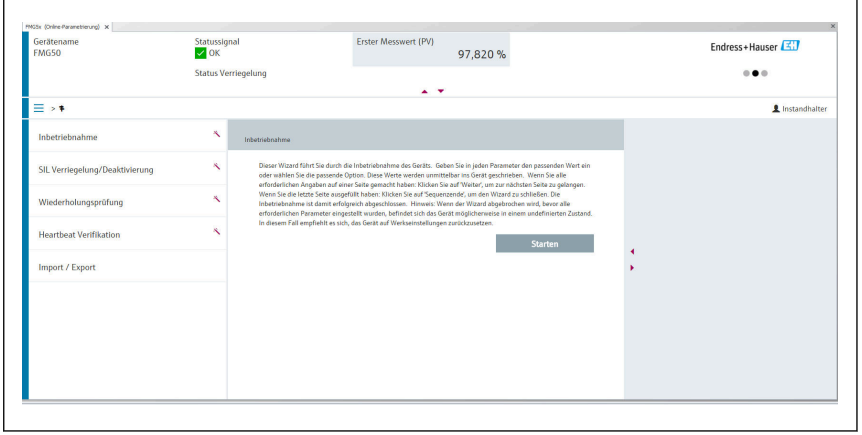 FMG5x (Online-Parametrierung) ×
Gerätename
FMG50
Statussignal
OK
Status Verriegelung
Erster Messwert (PV)
97,820 %
Endress+Hauser EH
>
Instandhalter
Inbetriebnahme
SIL Verriegelung/Deaktivierung
Wiederholungsprüfung
Heartbeat Verifikation
Import / Export
Inbetriebnahme
Dieser Wizard führt Sie durch die Inbetriebnahme des Geräts. Geben Sie in jeden Parameter den passenden Wert ein
oder wählen Sie die passende Option. Diese Werte werden unmittelbar ins Gerät geschrieben. Wenn Sie alle
erforderlichen Angaben auf einer Seite gemacht haben: Klicken Sie auf 'Weiter', um zur nächsten Seite zu gelangen.
Wenn Sie die letzte Seite ausgefüllt haben: Klicken Sie auf 'Sequenzende', um den Wizard zu schließen. Die
Inbetriebnahme ist damit erfolgreich abgeschlossen. Hinweis: Wenn der Wizard abgebrochen wird, bevor alle
erforderlichen Parameter eingestellt wurden, befindet sich das Gerät möglicherweise in einem undefinierten Zustand.
In diesem Fall empfiehlt es sich, das Gerät auf Werkseinstellungen zurückzusetzen.
Starten